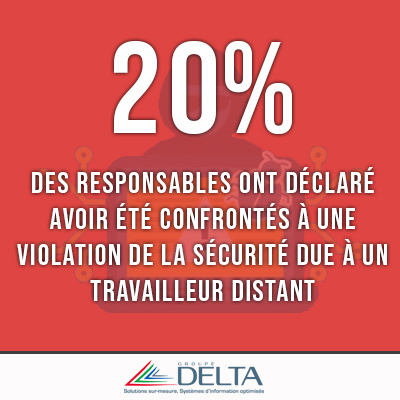 20%
DES RESPONSABLES ONT DÉCLARÉ
AVOIR ÉTÉ CONFRONTÉS À UNE
VIOLATION DE LA SÉCURITÉ DUE À UN
TRAVAILLEUR DISTANT
GROUPE
DELTA
Solutions sur-mesure, Systèmes d'information optimisés